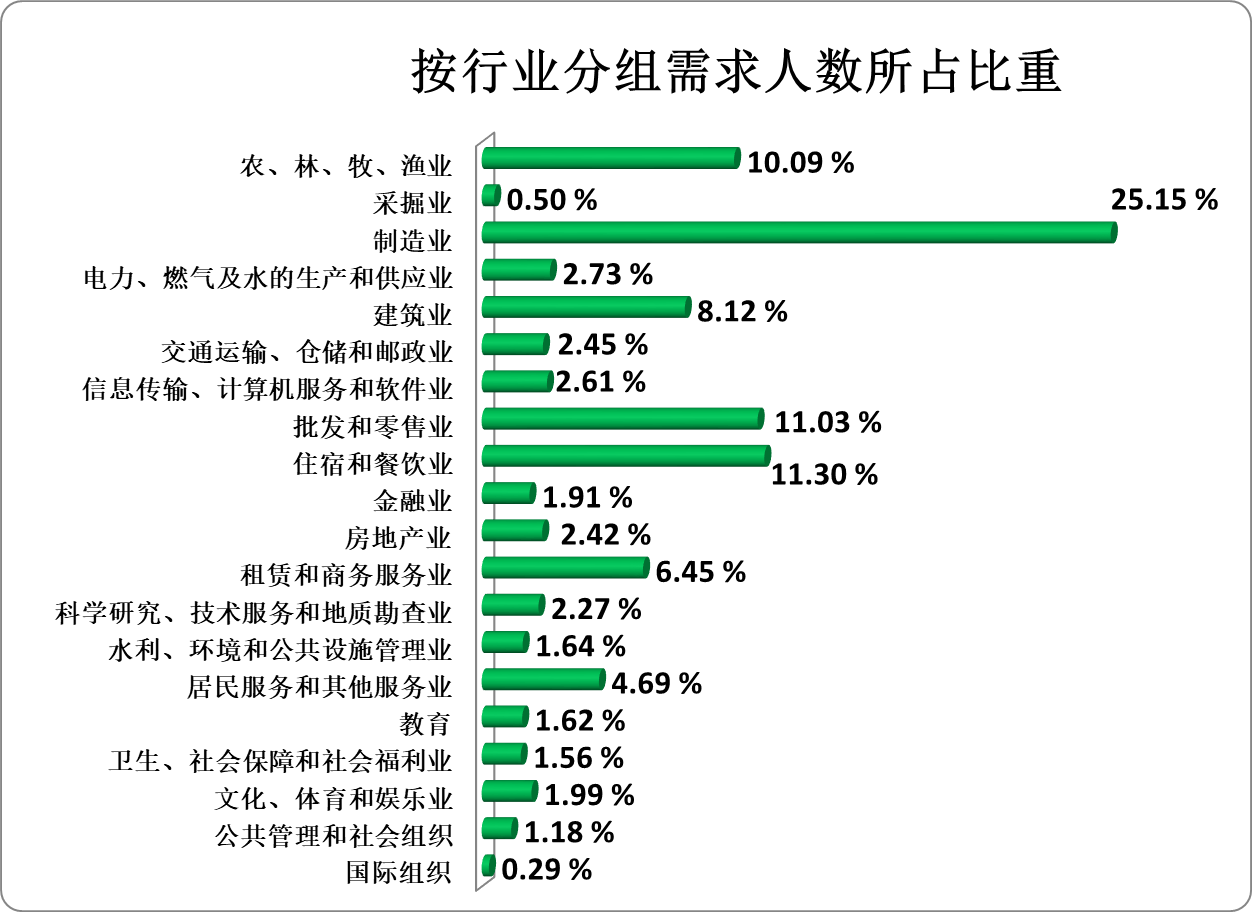 按行业分组需求人数所占比重
农、林、牧、渔业 10.09 %
采掘业 0.50 %
制造业 25.15 %
电力、燃气及水的生产和供应业 2.73 %
建筑业 8.12 %
交通运输、仓储和邮政业 2.45 %
信息传输、计算机服务和软件业 2.61 %
批发和零售业 11.03 %
住宿和餐饮业 11.30 %
金融业 1.91 %
房地产业 2.42 %
租赁和商务服务业 6.45 %
科学研究、技术服务和地质勘查业 2.27 %
水利、环境和公共设施管理业 1.64 %
居民服务和其他服务业 4.69 %
教育 1.62 %
卫生、社会保障和社会福利业 1.56 %
文化、体育和娱乐业 1.99 %
公共管理和社会组织 1.18 %
国际组织 0.29 %